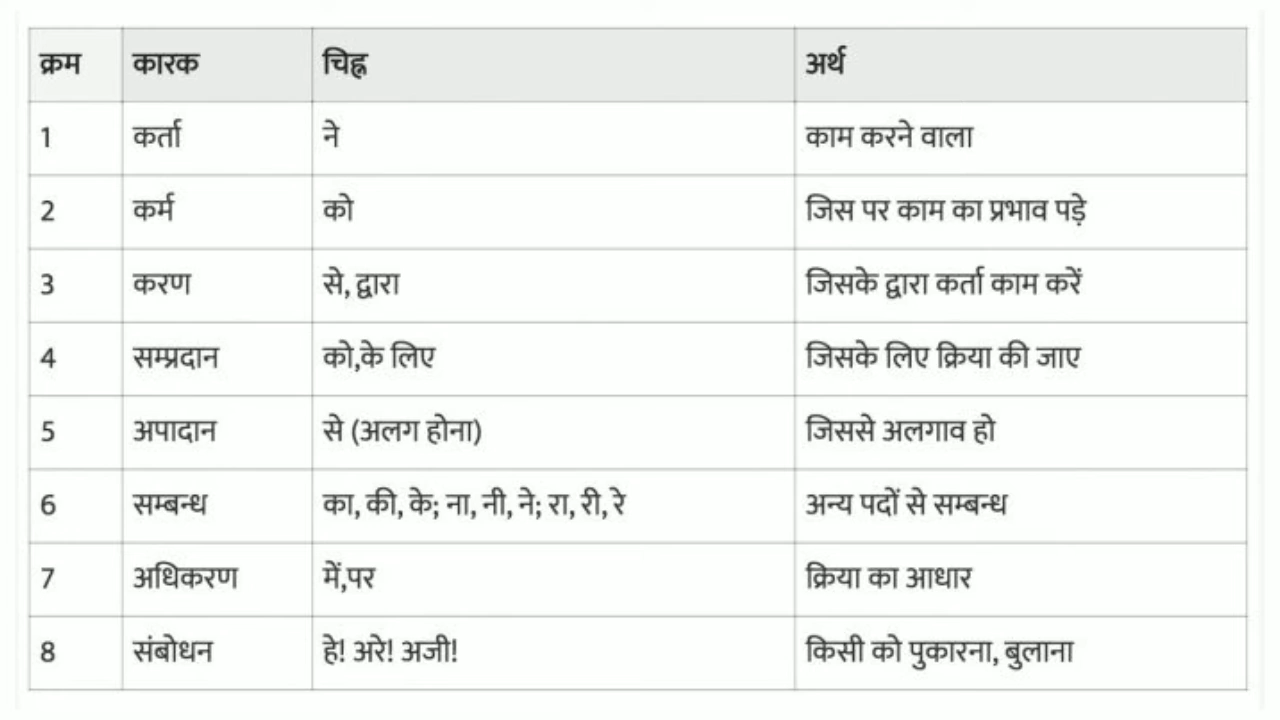 क्रम कारक चिह्न अर्थ
1 कर्ता ने काम करने वाला
2 कर्म को जिस पर काम का प्रभाव पड़े
3 करण से, द्वारा जिसके द्वारा कर्ता काम करें
4 सम्प्रदान को,के लिए जिसके लिए क्रिया की जाए
5 अपादान से (अलग होना) जिससे अलगाव हो
6 सम्बन्ध का, की, के; ना, नी, ने; रा, री, रे अन्य पदों से सम्बन्ध
7 अधिकरण में,पर क्रिया का आधार
8 संबोधन हे! अरे! अजी! किसी को पुकारना, बुलाना